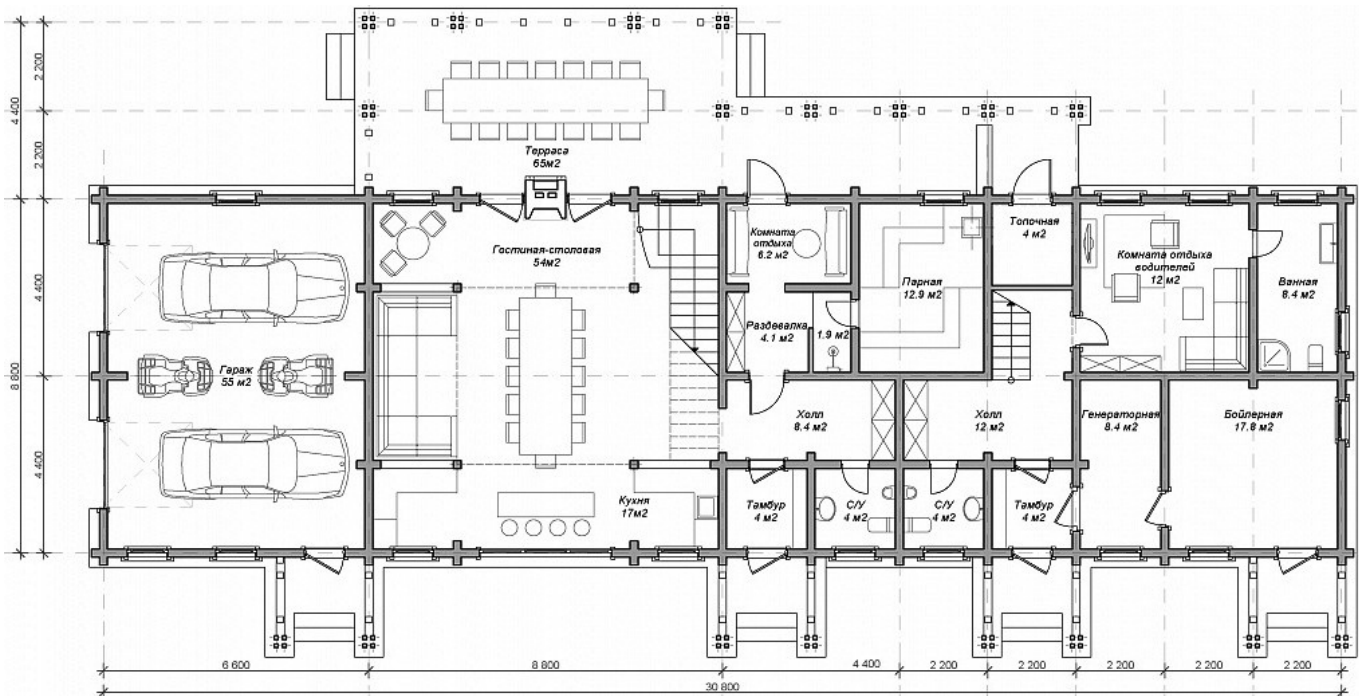 Терраса
65м2
Гостиная-столовая
54м2
Комната
отдыха
6.2 м2
Парная
12.9 м2
Топочная
4 м2
Комната отдыха
водителей
12 м2
Ванная
8.4 м2
Раздевалка
4.1 м2
1.9 м2
Гараж
55 м2
Холл
8.4 м2
Холл
12 м2
Генераторная
8.4 м2
Бойлерная
17.8 м2
Кухня
17м2
Тамбур
4 м2
С/У
4 м2
С/У
4 м2
Тамбур
4 м2
2 200
4 400
2 200
4 400
8 800
4 400
6 600
8 800
4 400
2 200
2 200
2 200
2 200
2 200
30 800